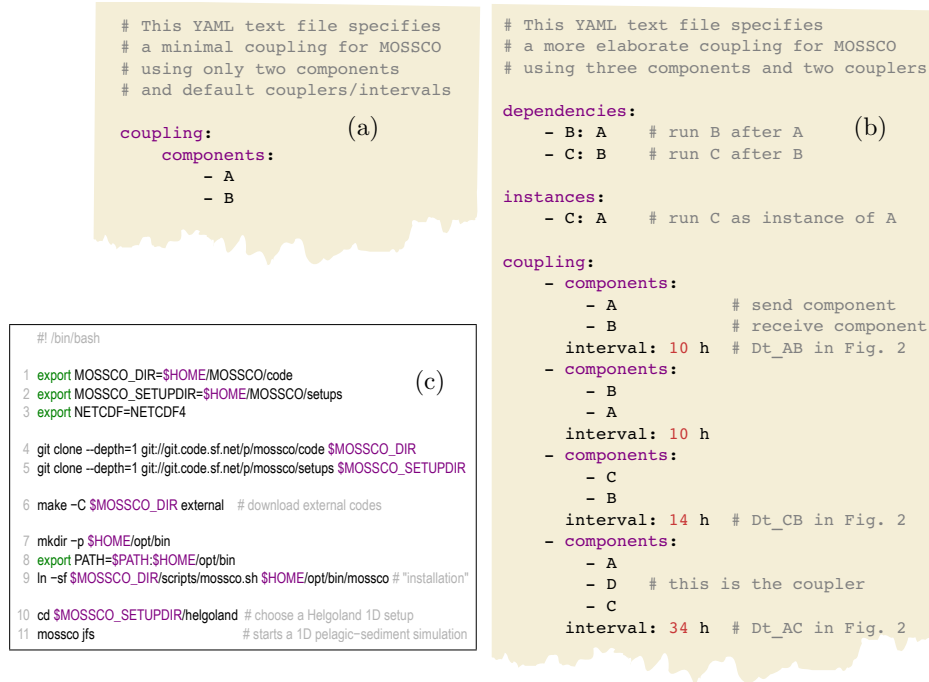 # This YAML text file specifies
# a minimal coupling for MOSSCO
# using only two components
# and default couplers/intervals
coupling: (a)
components:
- A
- B
# This YAML text file specifies
# a more elaborate coupling for MOSSCO
# using three components and two couplers
dependencies:
- B: A # run B after A (b)
- C: B # run C after B
instances:
- C: A # run C as instance of A
coupling:
- components:
- A # send component
- B # receive component
interval: 10 h # Dt_AB in Fig. 2
- components:
- B
- A
interval: 10 h
- components:
- C
- B
interval: 14 h # Dt_CB in Fig. 2
- components:
- A
- D # this is the coupler
- C
interval: 34 h # Dt_AC in Fig. 2
#! /bin/bash
1 export MOSSCO_DIR=$HOME/MOSSCO/code (c)
2 export MOSSCO_SETUPDIR=$HOME/MOSSCO/setups
3 export NETCDF=NETCDF4
4 git clone --depth=1 git://git.code.sf.net/p/mossco/code $MOSSCO_DIR
5 git clone --depth=1 git://git.code.sf.net/p/mossco/setups $MOSSCO_SETUPDIR
6 make −C $MOSSCO_DIR external # download external codes
7 mkdir −p $HOME/opt/bin
8 export PATH=$PATH:$HOME/opt/bin
9 ln −sf $MOSSCO_DIR/scripts/mossco.sh $HOME/opt/bin/mossco # "installation"
10 cd $MOSSCO_SETUPDIR/helgoland # choose a Helgoland 1D setup
11 mossco jfs # starts a 1D pelagic−sediment simulation